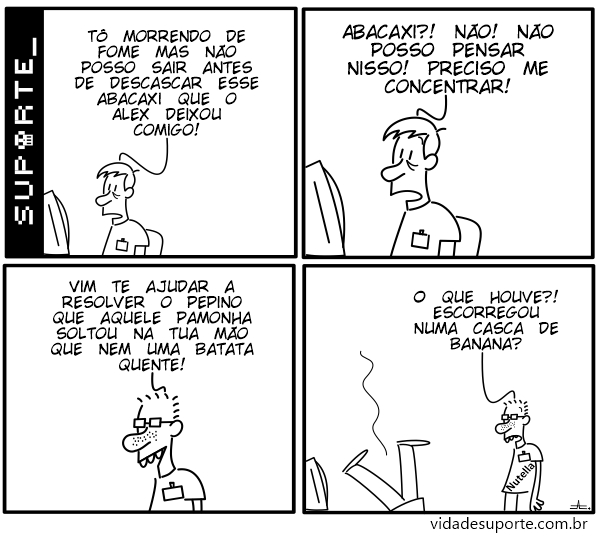 SUPORTE_
TÔ MORRENDO DE
FOME MAS NÃO
POSSO SAIR ANTES
DE DESCASCAR ESSE
ABACAXI QUE O
ALEX DEIXOU
COMIGO!
ABACAXI?! NÃO! NÃO
POSSO PENSAR
NISSO! PRECISO ME
CONCENTRAR!
VIM TE AJUDAR A
RESOLVER O PEPINO
QUE AQUELE PAMONHA
SOLTOU NA TUA MÃO
QUE NEM UMA BATATA
QUENTE!
O QUE HOUVE?!
ESCORREGOU
NUMA CASCA DE
BANANA?
Nutella
vidadesuporte.com.br